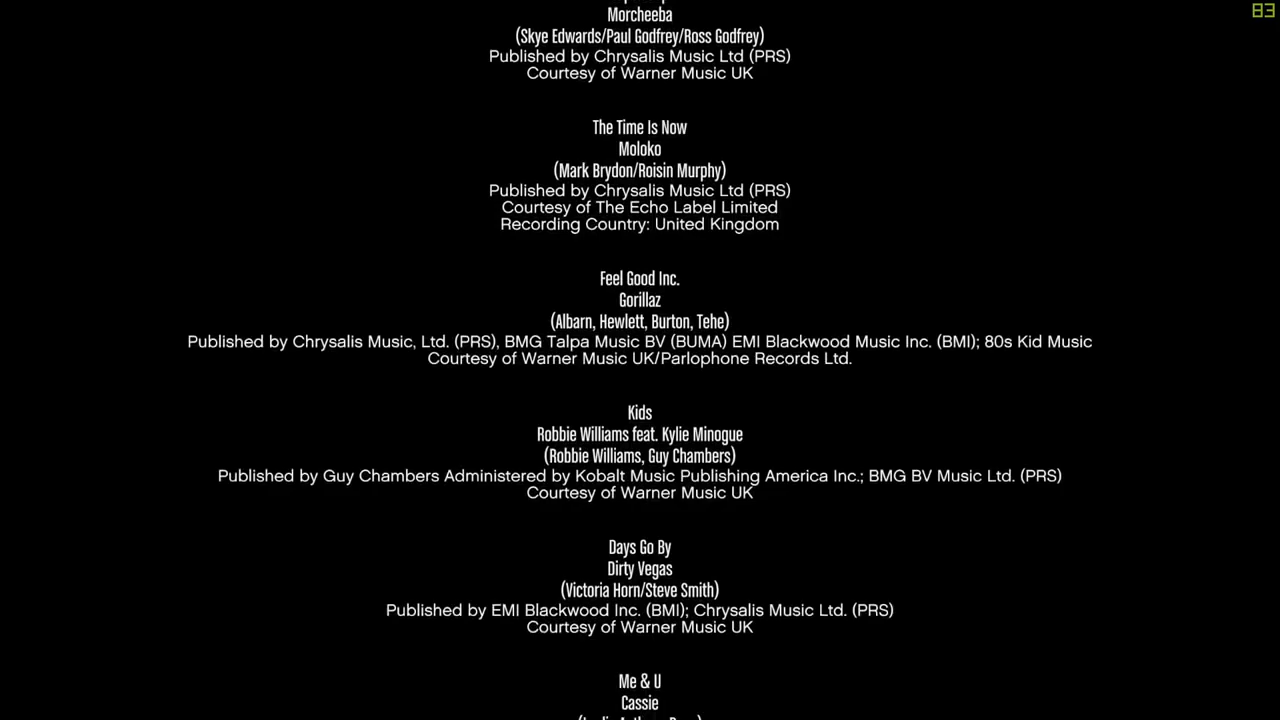 83
Morcheeba
(Skye Edwards/Paul Godfrey/Ross Godfrey)
Published by Chrysalis Music Ltd (PRS)
Courtesy of Warner Music UK
The Time Is Now
Moloko
(Mark Brydon/Roisin Murphy)
Published by Chrysalis Music Ltd (PRS)
Courtesy of The Echo Label Limited
Recording Country: United Kingdom
Feel Good Inc.
Gorillaz
(Albarn, Hewlett, Burton, Tehe)
Published by Chrysalis Music, Ltd. (PRS), BMG Talpa Music BV (BUMA) EMI Blackwood Music Inc. (BMI); 80s Kid Music
Courtesy of Warner Music UK/Parlophone Records Ltd.
Kids
Robbie Williams feat. Kylie Minogue
(Robbie Williams, Guy Chambers)
Published by Guy Chambers Administered by Kobalt Music Publishing America Inc.; BMG BV Music Ltd. (PRS)
Courtesy of Warner Music UK
Days Go By
Dirty Vegas
(Victoria Horn/Steve Smith)
Published by EMI Blackwood Inc. (BMI); Chrysalis Music Ltd. (PRS)
Courtesy of Warner Music UK
Me & U
Cassie